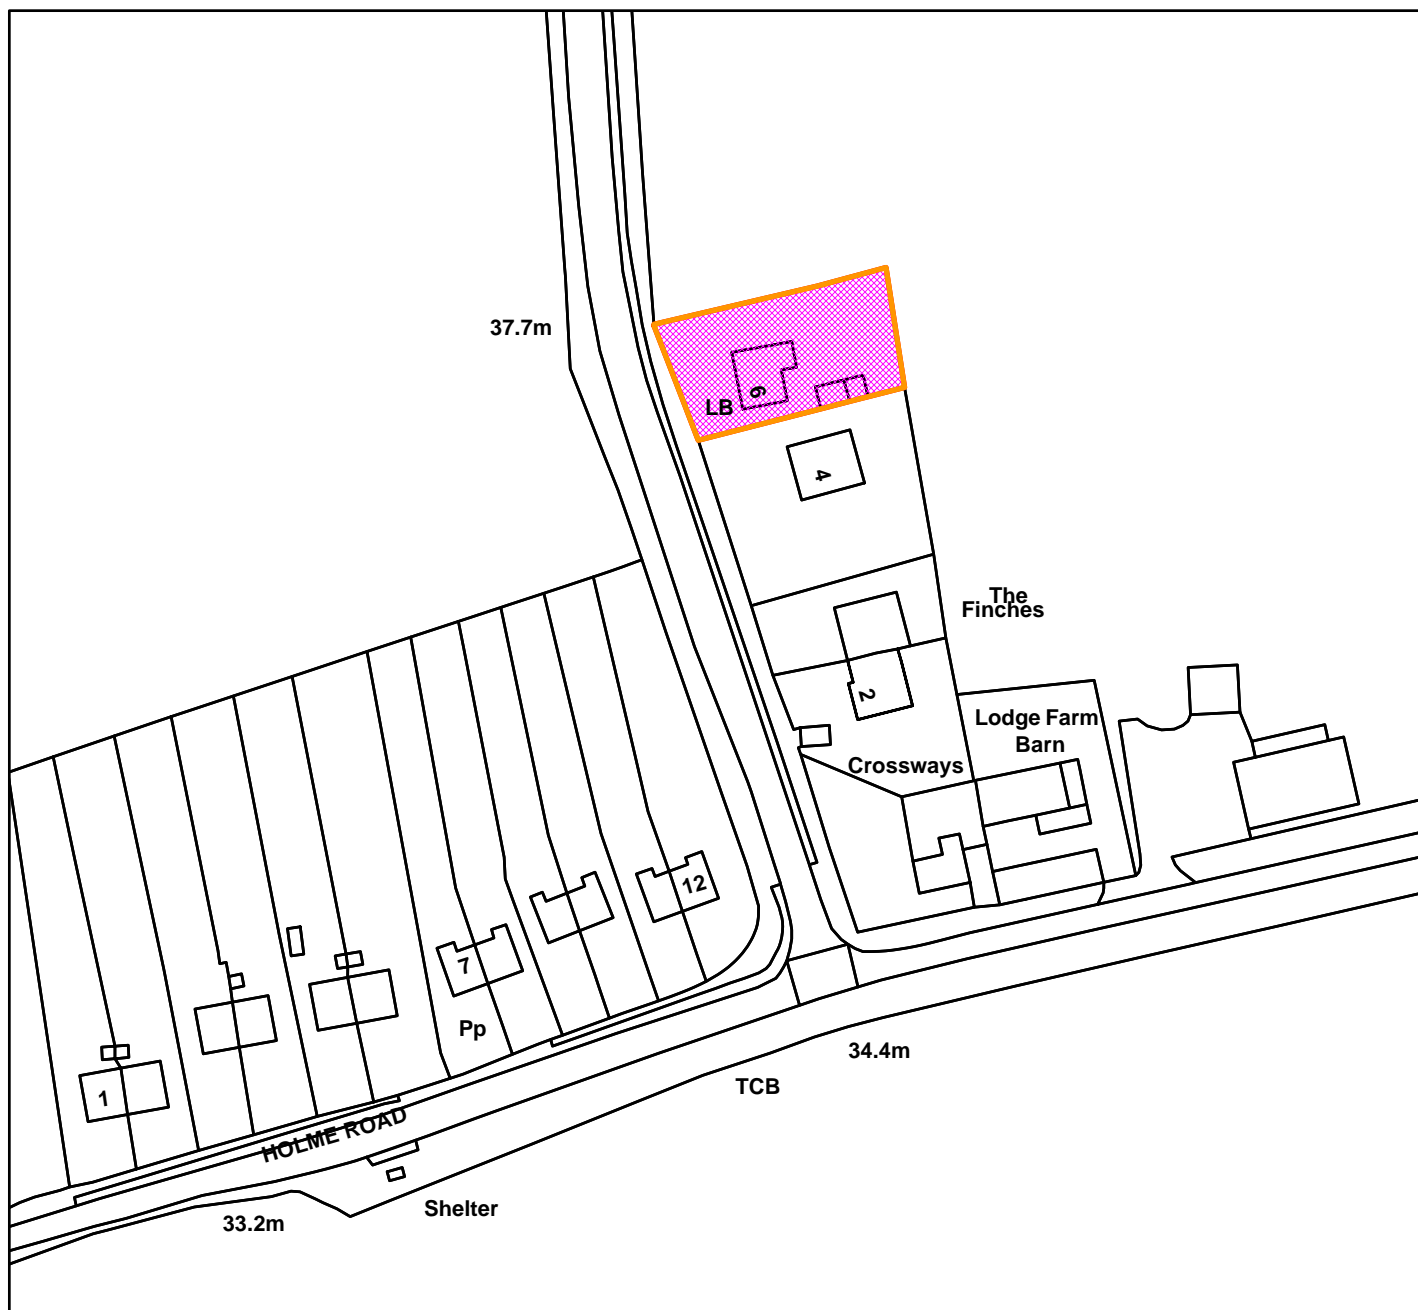 37.7m
6
LB
4
The
Finches
2
Lodge Farm
Barn
Crossways
12
7
Pp
34.4m
TCB
1
HOLME ROAD
Shelter
33.2m